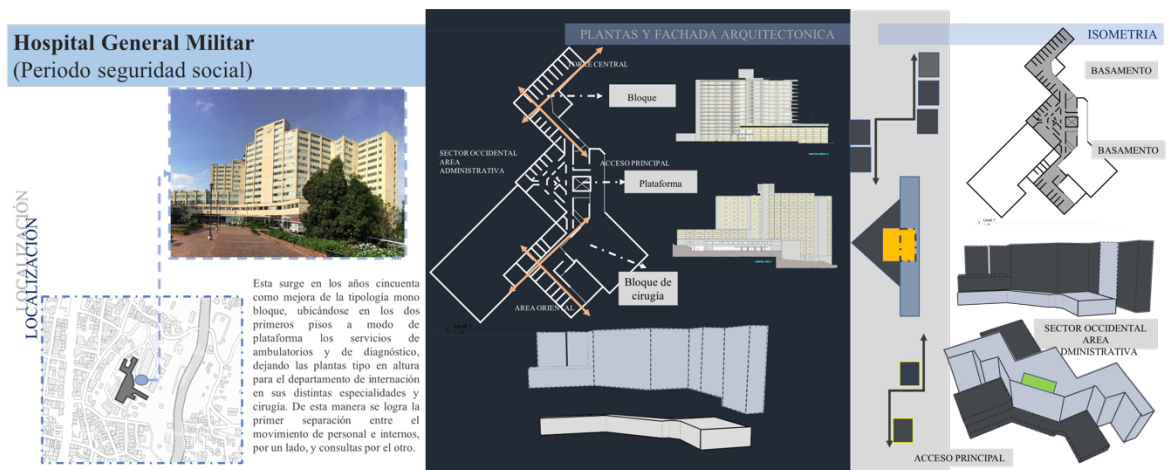 Hospital General Militar
(Periodo seguridad social)
LOCALIZACIÓN
LOCALIZACIÓN
Esta surge en los años cincuenta
como mejora de la tipología mono
bloque, ubicándose en los dos
primeros pisos a modo de
plataforma los servicios de
ambulatorios y de diagnóstico,
dejando las plantas tipo en altura
para el departamento de internación
en sus distintas especialidades y
cirugía. De esta manera se logra la
primer separación entre el
movimiento de personal e internos,
por un lado, y consultas por el otro.
PLANTAS Y FACHADA ARQUITECTONICA
TORRE CENTRAL
Bloque
SECTOR OCCIDENTAL
AREA
ADMINISTRATIVA
ACCESO PRINCIPAL
Plataforma
Bloque de
cirugía
AREA ORIENTAL
ISOMETRIA
BASAMENTO
BASAMENTO
Level 1
SECTOR OCCIDENTAL
AREA
DMINISTRATIVA
ACCESO PRINCIPAL